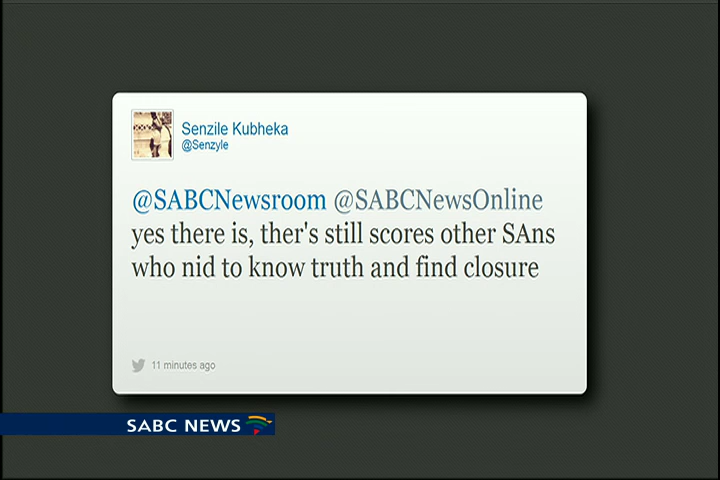 Senzile Kubheka
@Senzyle
@SABCNewsroom @SABCNewsOnline
yes there is, ther's still scores other SAns
who nid to know truth and find closure
11 minutes ago
SABC NEWS